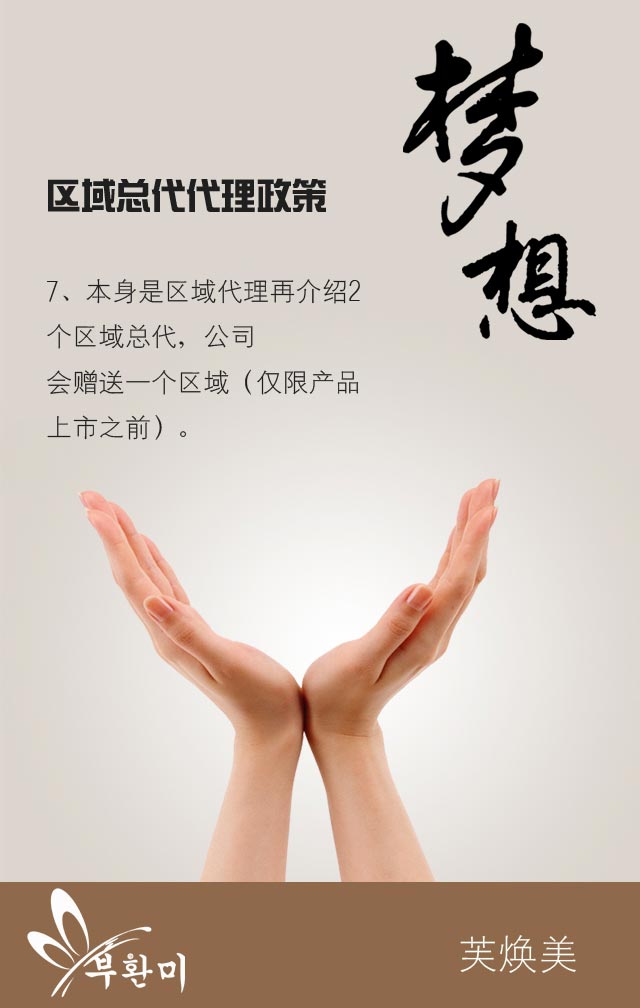 梦想
区域总代代理政策
7、本身是区域代理再介绍2
个区域总代，公司
会赠送一个区域（仅限产品
上市之前）。
부환미
芙焕美